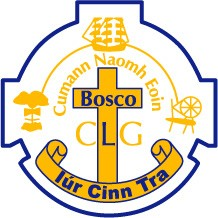 Cumann Naomh Eoin
Bosco
CLG
Iúr Cinn Tra